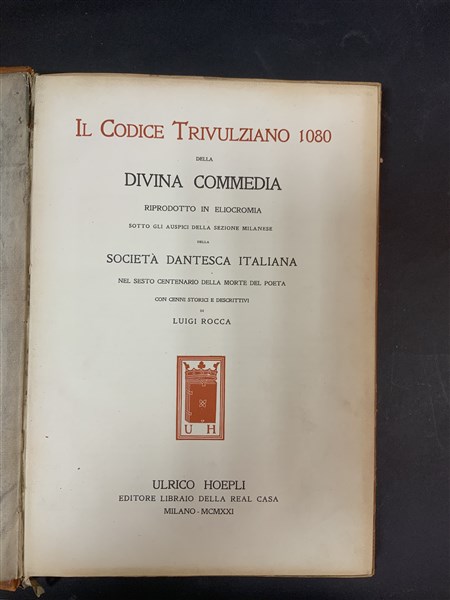 IL CODICE TRIVULZIANO 1080
DELLA
DIVINA COMMEDIA
RIPRODOTTO IN ELIOCROMIA
SOTTO GLI AUSPICI DELLA SEZIONE MILANESE
DELLA
SOCIETÀ DANTESCA ITALIANA
NEL SESTO CENTENARIO DELLA MORTE DEL POETA
CON CENNI STORICI E DESCRITTIVI
DI
LUIGI ROCCA
U H
ULRICO HOEPLI
EDITORE LIBRAIO DELLA REAL CASA
MILANO - MCMXXI